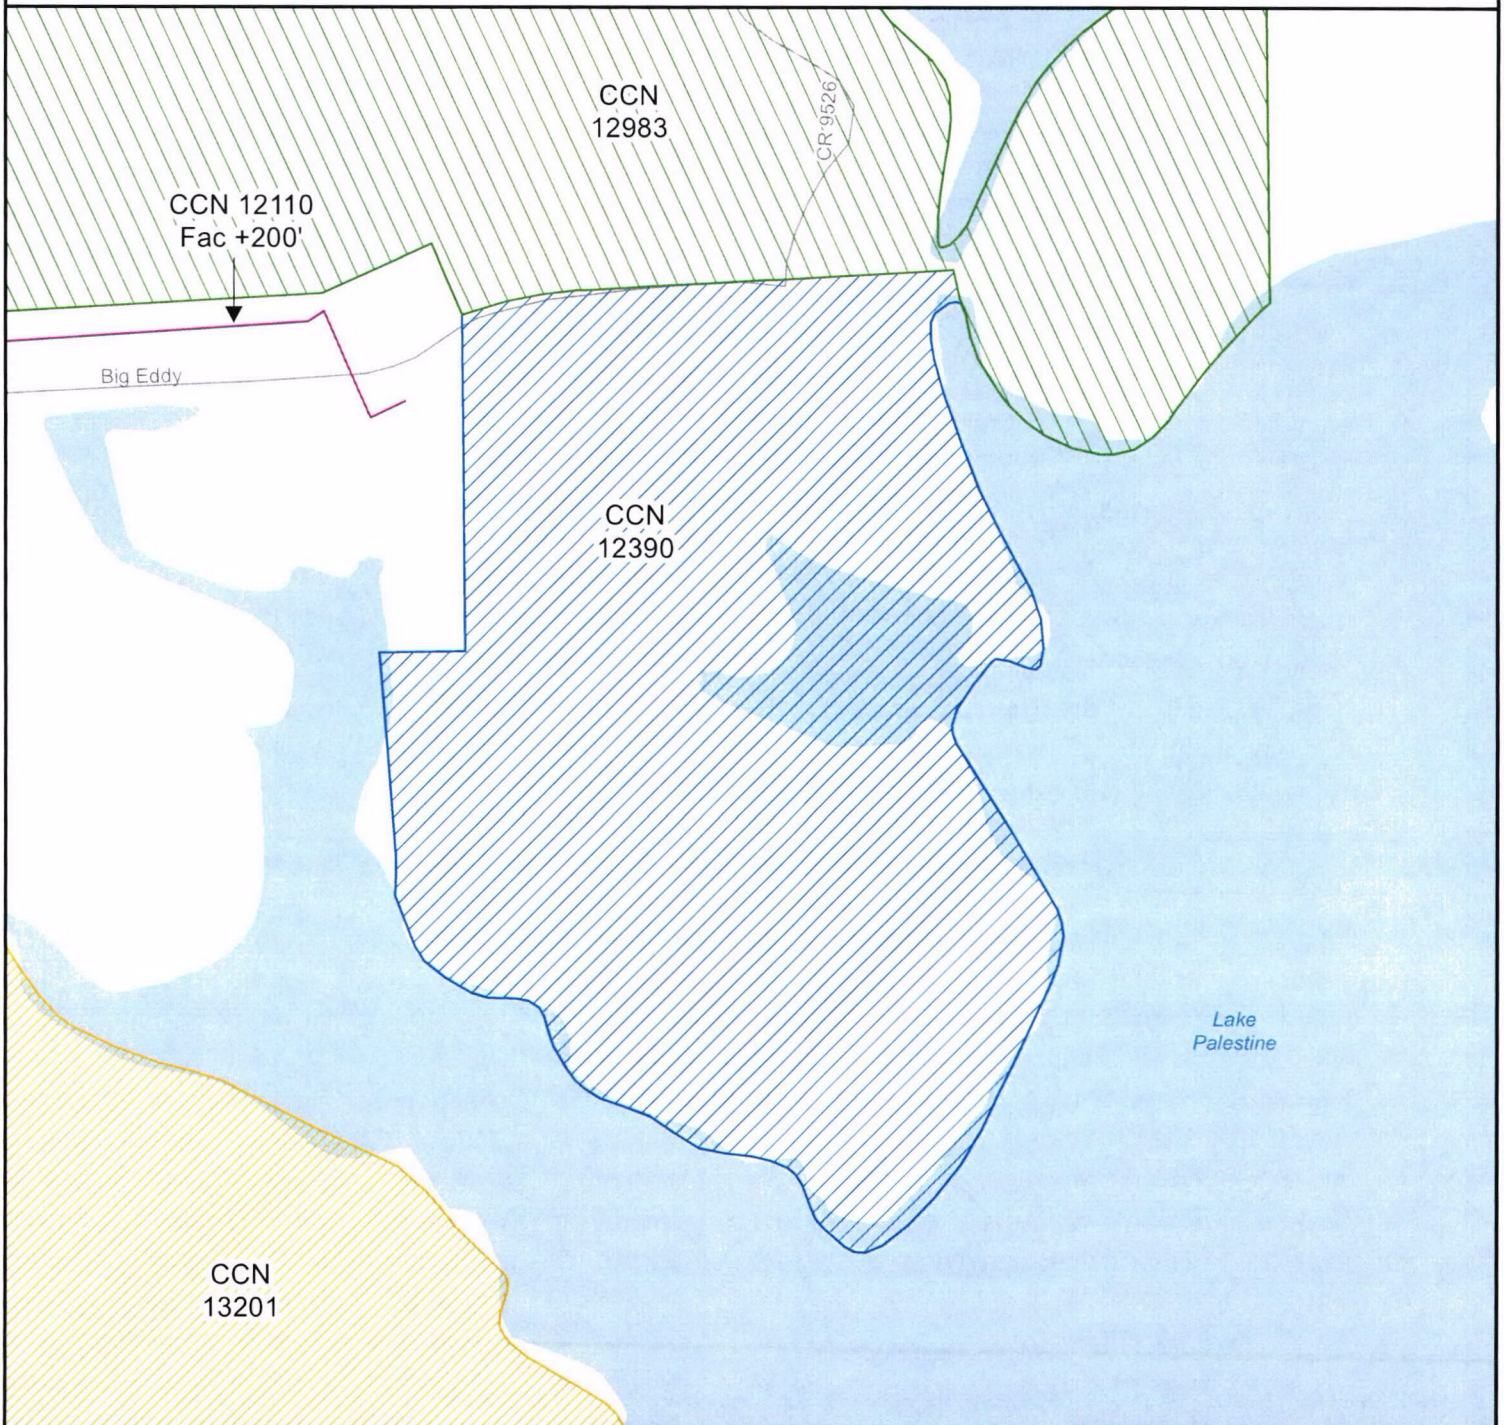 CCN
12983
CR 9526
CCN 12110
Fac +200'
Big Eddy
CCN
12390
Lake
Palestine
CCN
13201